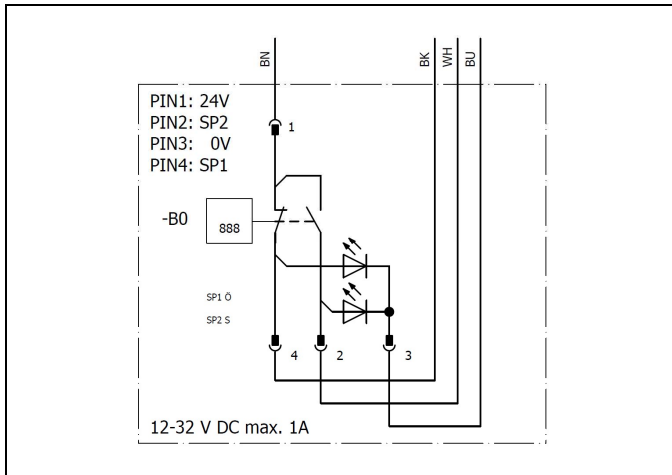 BN
BK
WH
BU
PIN1: 24V
PIN2: SP2
PIN3: 0V
PIN4: SP1
1
-B0
888
SP1 Ö
SP2 S
4
2
3
12-32 V DC max. 1A